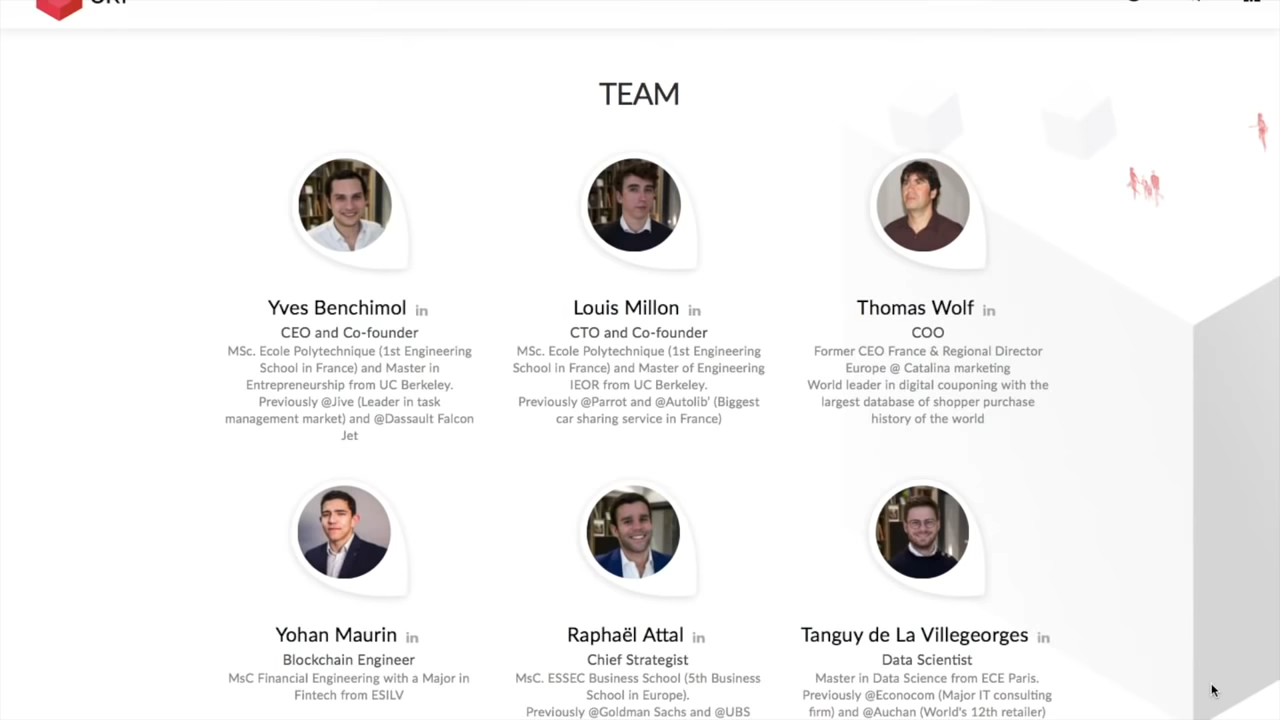 TEAM
Yves Benchimol in
CEO and Co-founder
MSc. Ecole Polytechnique (1st Engineering
School in France) and Master in
Entrepreneurship from UC Berkeley.
Previously @Jive (Leader in task
management market) and @Dassault Falcon
Jet
Louis Millon in
CTO and Co-founder
MSc. Ecole Polytechnique (1st Engineering
School in France) and Master of Engineering
IEOR from UC Berkeley.
Previously @Parrot and @Autolib' (Biggest
car sharing service in France)
Thomas Wolf in
COO
Former CEO France & Regional Director
Europe @ Catalina marketing
World leader in digital couponing with the
largest database of shopper purchase
history of the world
Yohan Maurin in
Blockchain Engineer
MsC Financial Engineering with a Major in
Fintech from ESILV
Raphaël Attal in
Chief Strategist
MsC. ESSEC Business School (5th Business
School in Europe).
Previously @Goldman Sachs and @UBS
Tanguy de La Villegeorges in
Data Scientist
Master in Data Science from ECE Paris.
Previously @Econocom (Major IT consulting
firm) and @Auchan (World's 12th retailer)